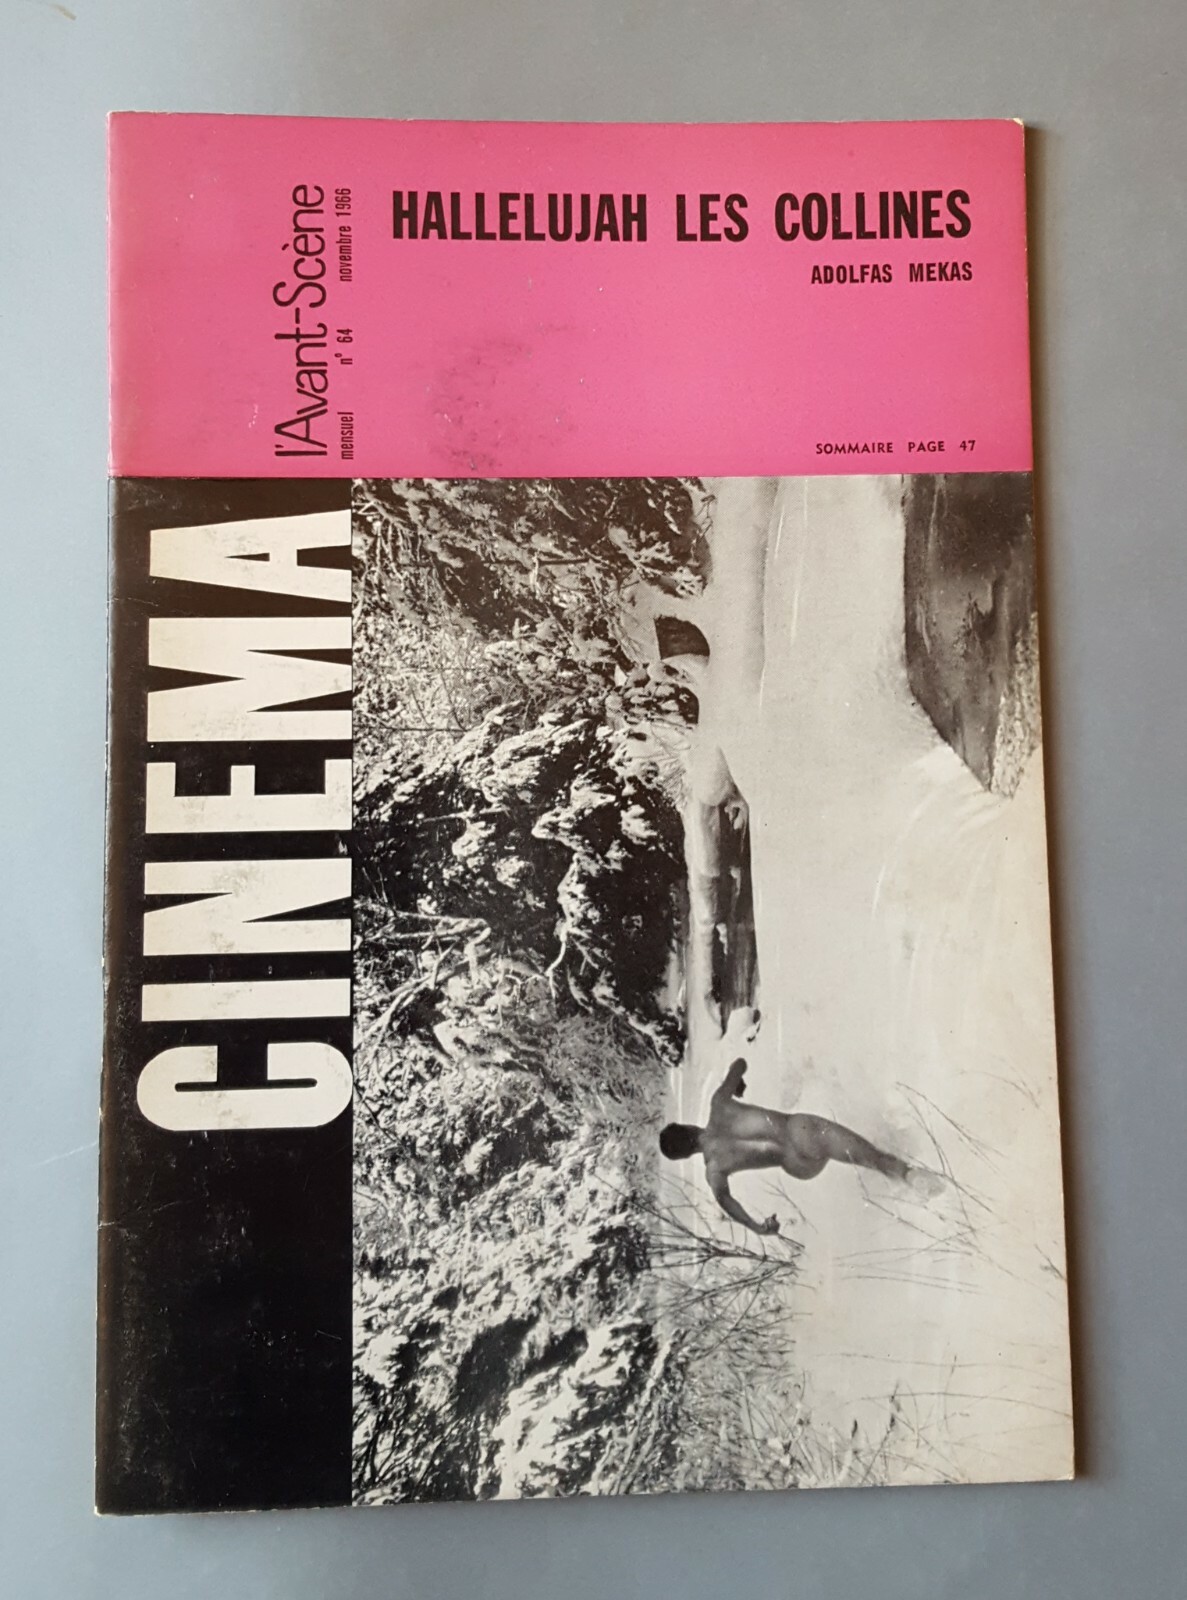 HALLELUJAH LES COLLINES
ADOLFAS MEKAS
l'Avant-Scène
mensuel n° 64 novembre 1966
SOMMAIRE PAGE 47
CINEMA